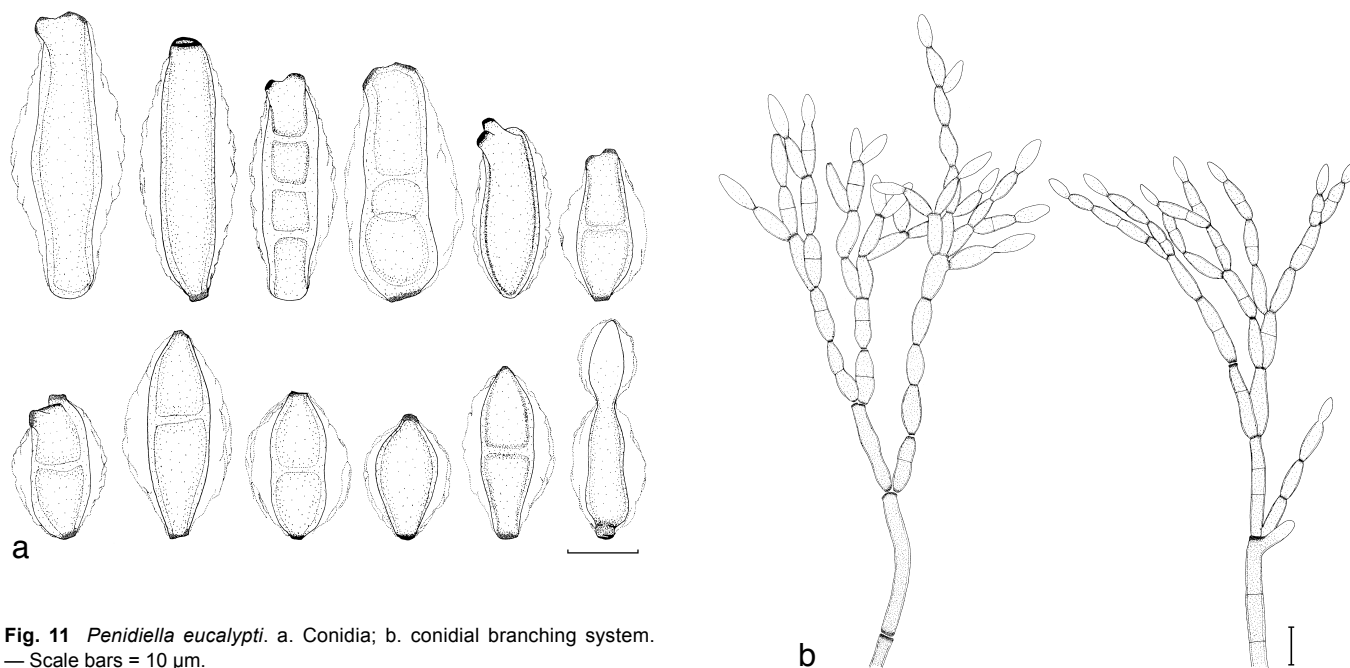 a
b
Fig. 11 Penidiella eucalypti. a. Conidia; b. conidial branching system.
— Scale bars = 10 µm.